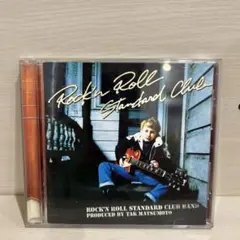 Rock'n Roll
Standard Club
ROCK'N ROLL STANDARD CLUB BAND
PRODUCED BY TAK MATSUMOTO